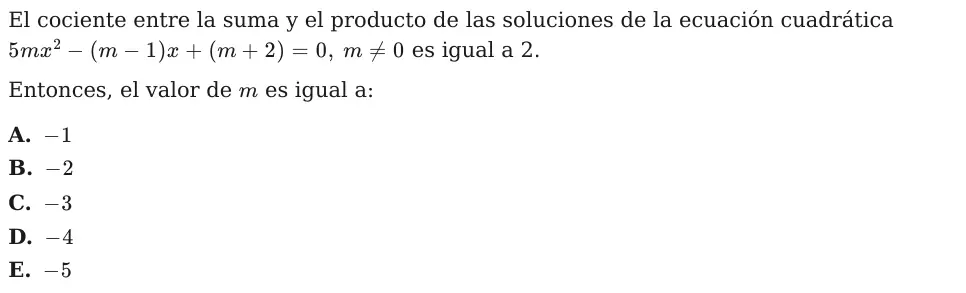 El cociente entre la suma y el producto de las soluciones de la ecuación cuadrática
5mx² − (m − 1)x + (m + 2) = 0, m ≠ 0 es igual a 2.
Entonces, el valor de m es igual a:
A. −1
B. −2
C. −3
D. −4
E. −5